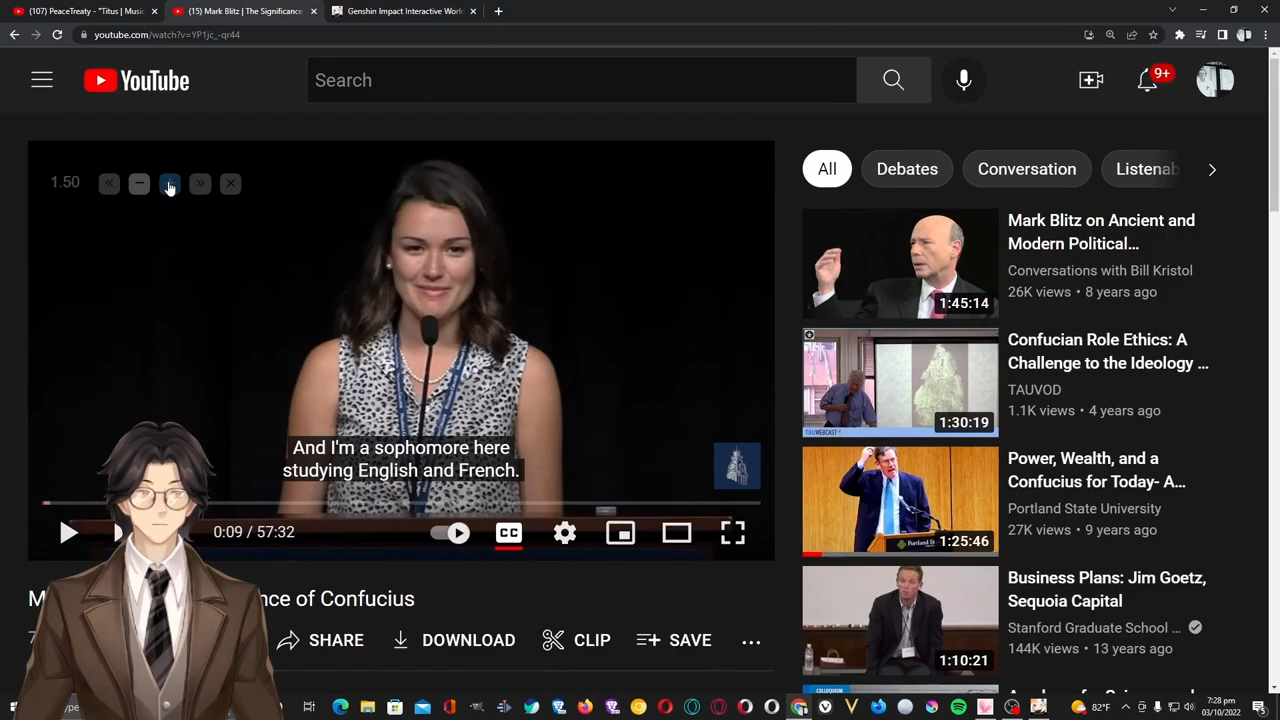 (107) PeaceTreaty - "Titus | Music
(15) Mark Blitz | The Significance
Genshin Impact Interactive Worl
youtube.com/watch?v=YP1jc_-qr44
YouTube
Search
9+
1.50
And I'm a sophomore here
studying English and French.
0:09 / 57:32
CC
M
nce of Confucius
SHARE
DOWNLOAD
CLIP
SAVE
All
Debates
Conversation
Listenab
Mark Blitz on Ancient and
Modern Political...
Conversations with Bill Kristol
26K views • 8 years ago
1:45:14
Confucian Role Ethics: A
Challenge to the Ideology ...
TAUVOD
1.1K views • 4 years ago
1:30:19
TAU WEBCAST
Power, Wealth, and a
Confucius for Today- A...
Portland State University
27K views • 9 years ago
1:25:46
Portland St
Business Plans: Jim Goetz,
Sequoia Capital
Stanford Graduate School ...
144K views • 13 years ago
1:10:21
COLLOQUIUM
82°F
7:28 pm
03/10/2022